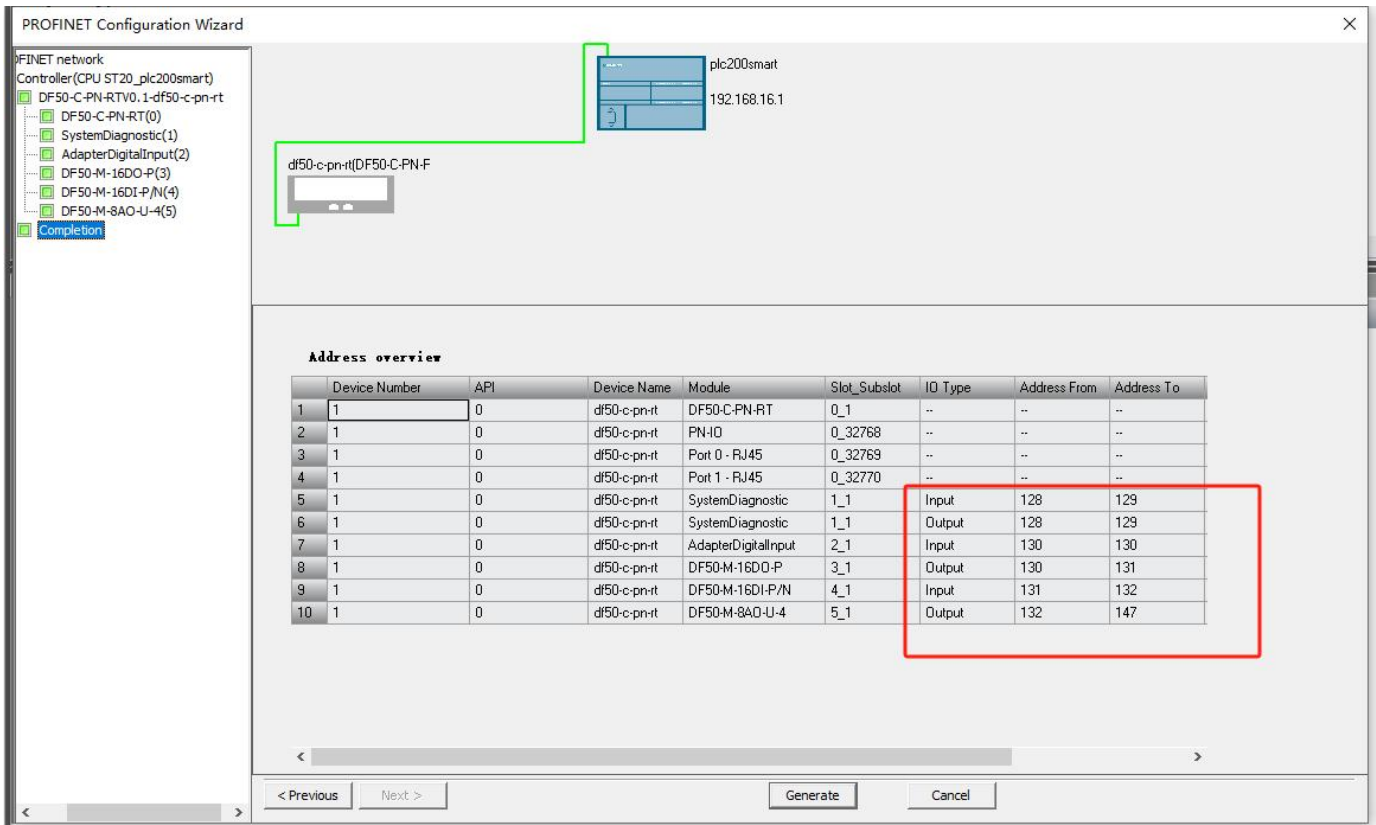 PROFINET Configuration Wizard
OFINET network
Controller(CPU ST20_plc200smart)
DF50-C-PN-RTV0.1-df50-c-pn-rt
DF50-C-PN-RT(0)
SystemDiagnostic(1)
AdapterDigitalInput(2)
DF50-M-16DO-P(3)
DF50-M-16DI-P/N(4)
DF50-M-8AO-U-4(5)
Completion
plc200smart
192.168.16.1
df50-c-pn-rt(DF50-C-PN-F
Address overview
Device Number API Device Name Module Slot_Subslot IO Type Address From Address To
1 1 0 df50-c-pn-rt DF50-C-PN-RT 0_1 -- -- --
2 1 0 df50-c-pn-rt PN-IO 0_32768 -- -- --
3 1 0 df50-c-pn-rt Port 0 - RJ45 0_32769 -- -- --
4 1 0 df50-c-pn-rt Port 1 - RJ45 0_32770 -- -- --
5 1 0 df50-c-pn-rt SystemDiagnostic 1_1 Input 128 129
6 1 0 df50-c-pn-rt SystemDiagnostic 1_1 Output 128 129
7 1 0 df50-c-pn-rt AdapterDigitalInput 2_1 Input 130 130
8 1 0 df50-c-pn-rt DF50-M-16DO-P 3_1 Output 130 131
9 1 0 df50-c-pn-rt DF50-M-16DI-P/N 4_1 Input 131 132
10 1 0 df50-c-pn-rt DF50-M-8AO-U-4 5_1 Output 132 147
< Previous Next > Generate Cancel